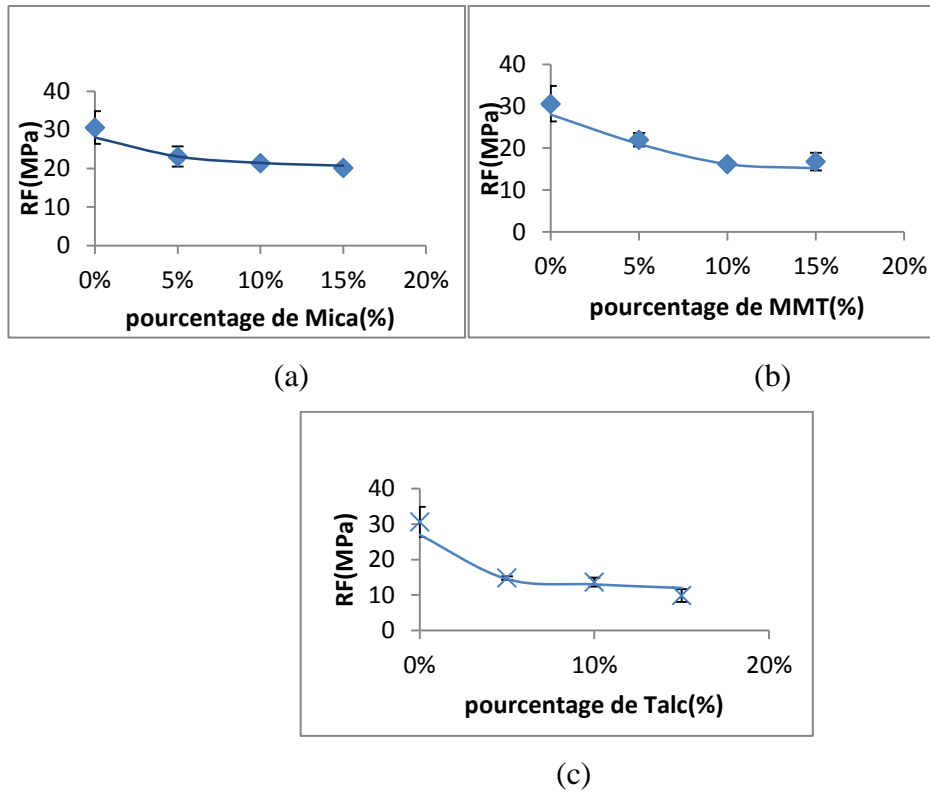 RF(MPa)
40
30
20
10
0
0% 5% 10% 15% 20%
pourcentage de Mica(%)
(a)
RF(MPa)
40
30
20
10
0
0% 5% 10% 15% 20%
pourcentage de MMT(%)
(b)
RF(MPa)
40
30
20
10
0
0% 10% 20%
pourcentage de Talc(%)
(c)